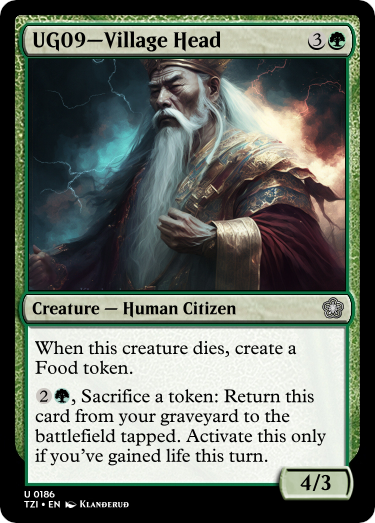 UG09—Village Head 3
Creature — Human Citizen
When this creature dies, create a
Food token.
2, Sacrifice a token: Return this
card from your graveyard to the
battlefield tapped. Activate this only
if you've gained life this turn.
4/3
U 0186
TZI • EN Klanderud